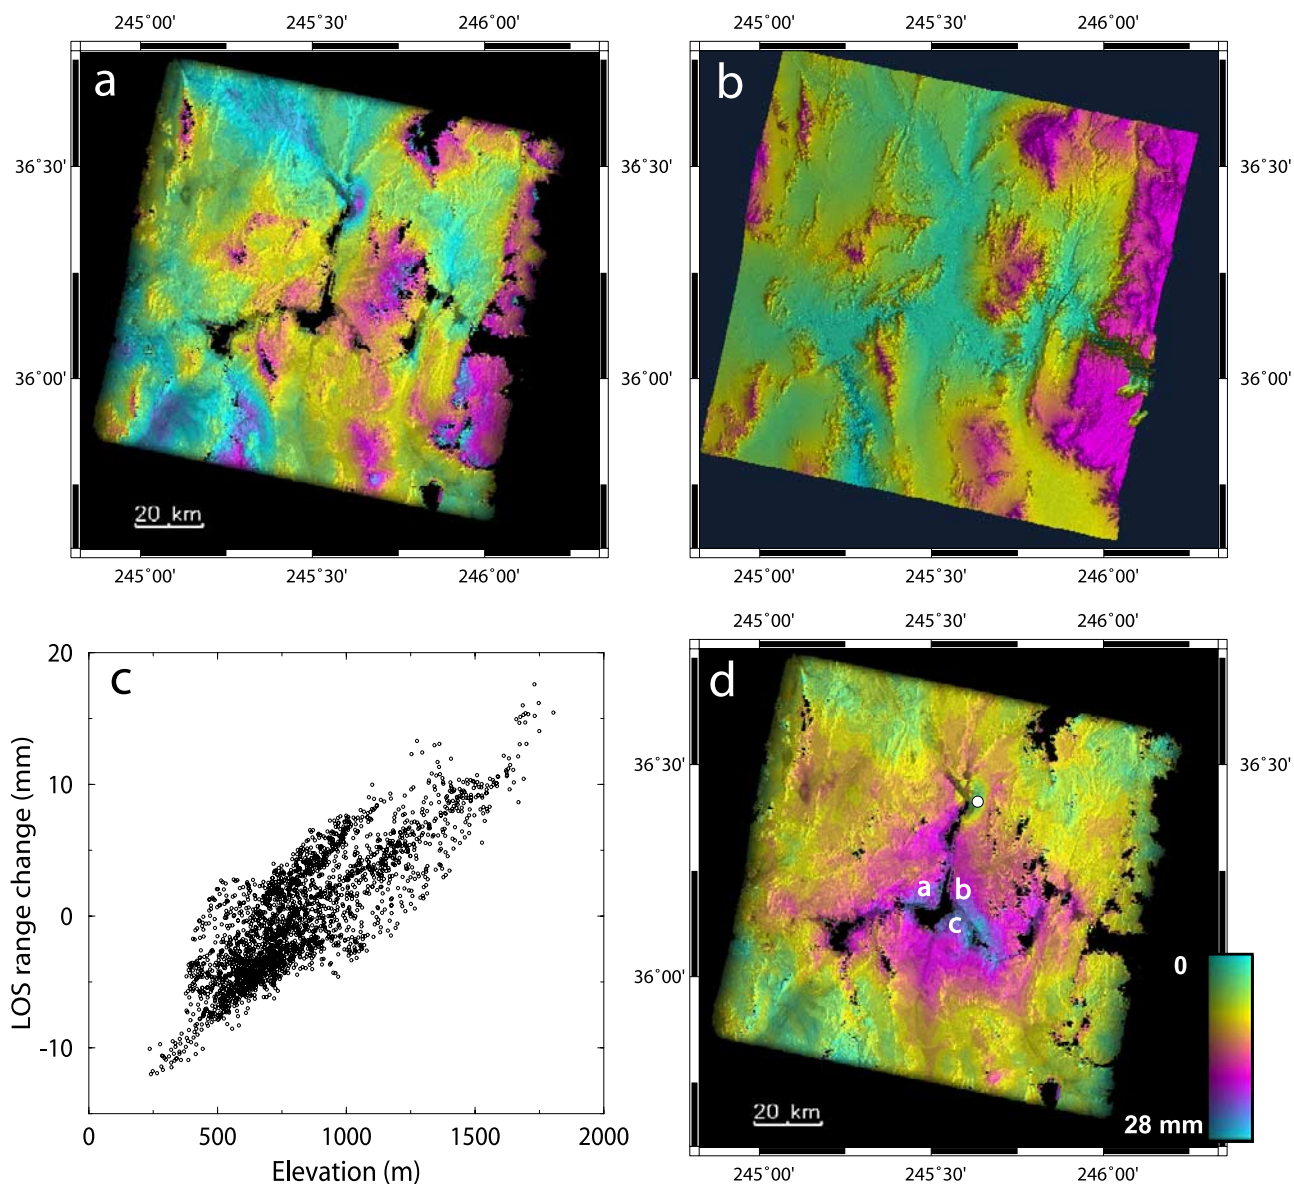 245˚00' 245˚30' 246˚00' 245˚00' 245˚30' 246˚00'
a
b
36˚30' 36˚30' 36˚30'
36˚00' 36˚00' 36˚00'
20 km
245˚00' 245˚30' 246˚00' 245˚00' 245˚30' 246˚00'
245˚00' 245˚30' 246˚00'
20
10
0
-10
LOS range change (mm)
c
0 500 1000 1500 2000
Elevation (m)
d
36˚30' 36˚30'
a b
c
36˚00'
0
28 mm
20 km
245˚00' 245˚30' 246˚00'